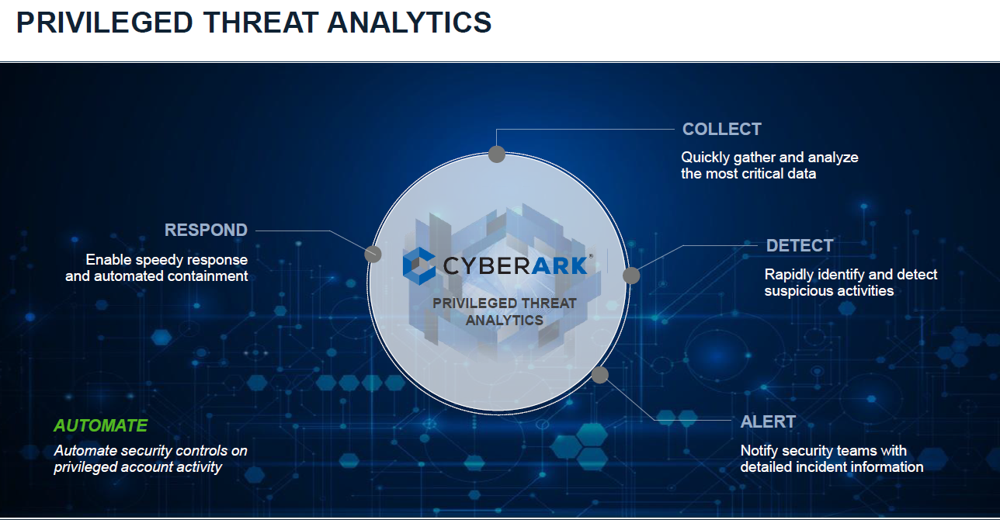 PRIVILEGED THREAT ANALYTICS
COLLECT
Quickly gather and analyze
the most critical data
RESPOND
Enable speedy response
and automated containment
CYBERARK®
PRIVILEGED THREAT
ANALYTICS
DETECT
Rapidly identify and detect
suspicious activities
AUTOMATE
Automate security controls on
privileged account activity
ALERT
Notify security teams with
detailed incident information